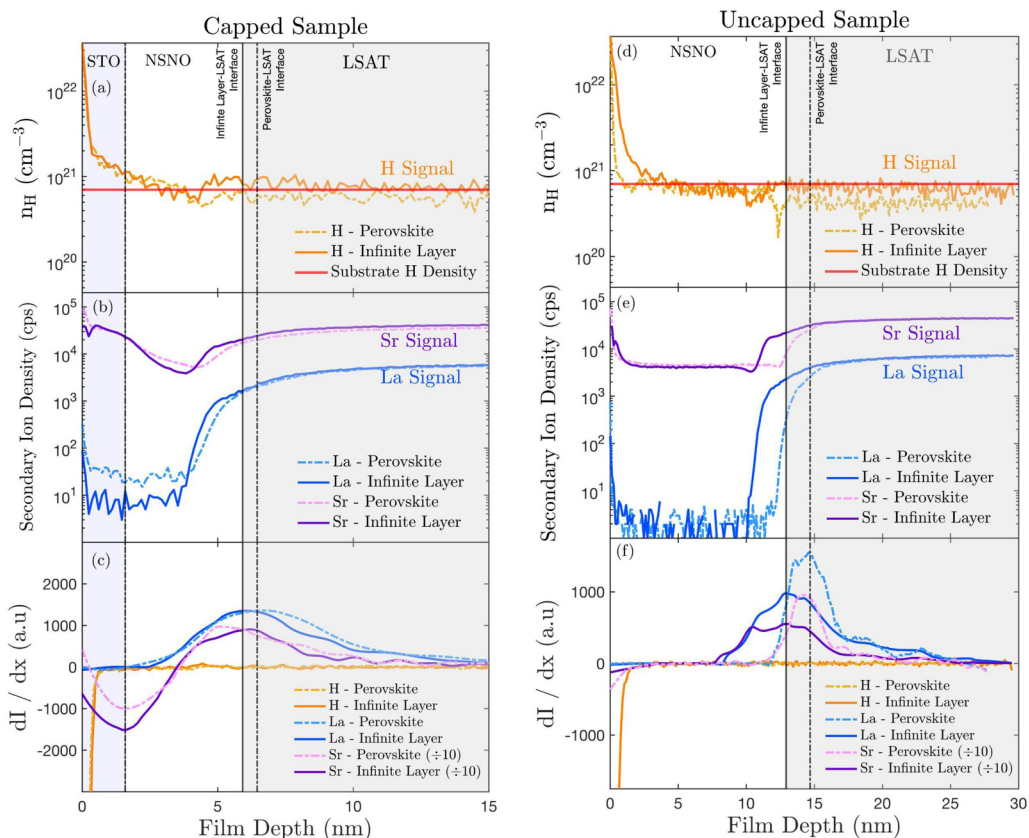 Capped Sample
STO
NSNO
Infinite Layer-LSAT
Interface
Perovskite-LSAT
Interface
LSAT
(a)
10^22
10^21
10^20
n_H (cm^-3)
H Signal
H - Perovskite
H - Infinite Layer
Substrate H Density
(b)
10^5
10^4
10^3
10^2
10^1
Secondary Ion Density (cps)
Sr Signal
La Signal
La - Perovskite
La - Infinite Layer
Sr - Perovskite
Sr - Infinite Layer
(c)
2000
1000
0
-1000
-2000
dI / dx (a.u)
H - Perovskite
H - Infinite Layer
La - Perovskite
La - Infinite Layer
Sr - Perovskite (÷10)
Sr - Infinite Layer (÷10)
0 5 10 15
Film Depth (nm)
Uncapped Sample
(d)
NSNO
Infinte Layer-LSAT
Interface
Perovskite-LSAT
Interface
LSAT
10^22
10^21
10^20
n_H (cm^-3)
H Signal
H - Perovskite
H - Infinite Layer
Substrate H Density
(e)
10^5
10^4
10^3
10^2
10^1
Secondary Ion Density (cps)
Sr Signal
La Signal
La - Perovskite
La - Infinite Layer
Sr - Perovskite
Sr - Infinite Layer
(f)
1000
0
-1000
dI / dx (a.u)
H - Perovskite
H - Infinite Layer
La - Perovskite
La - Infinite Layer
Sr - Perovskite (÷10)
Sr - Infinite Layer (÷10)
0 5 10 15 20 25 30
Film Depth (nm)